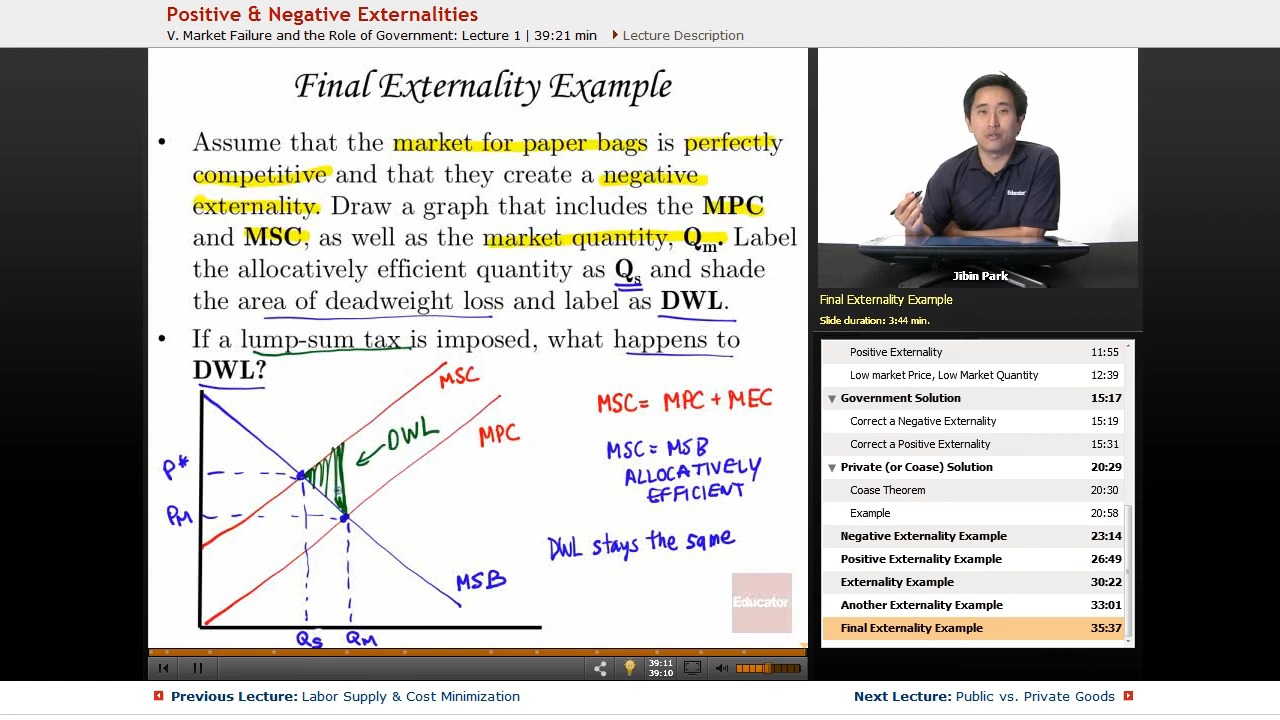 Positive & Negative Externalities
V. Market Failure and the Role of Government: Lecture 1 | 39:21 min Lecture Description
Final Externality Example
• Assume that the market for paper bags is perfectly
competitive and that they create a negative
externality. Draw a graph that includes the MPC
and MSC, as well as the market quantity, Qm. Label
the allocatively efficient quantity as Qs and shade
the area of deadweight loss and label as DWL.
• If a lump-sum tax is imposed, what happens to
DWL?
MSC
MPC
DWL
P*
PM
MSB
QS QM
MSC = MPC + MEC
MSC = MSB
ALLOCATIVELY
EFFICIENT
DWL stays the same
Educator
Educator
Jibin Park
Final Externality Example
Slide duration: 3:44 min.
Positive Externality 11:55
Low market Price, Low Market Quantity 12:39
Government Solution 15:17
Correct a Negative Externality 15:19
Correct a Positive Externality 15:31
Private (or Coase) Solution 20:29
Coase Theorem 20:30
Example 20:58
Negative Externality Example 23:14
Positive Externality Example 26:49
Externality Example 30:22
Another Externality Example 33:01
Final Externality Example 35:37
39:11
39:10
Previous Lecture: Labor Supply & Cost Minimization
Next Lecture: Public vs. Private Goods